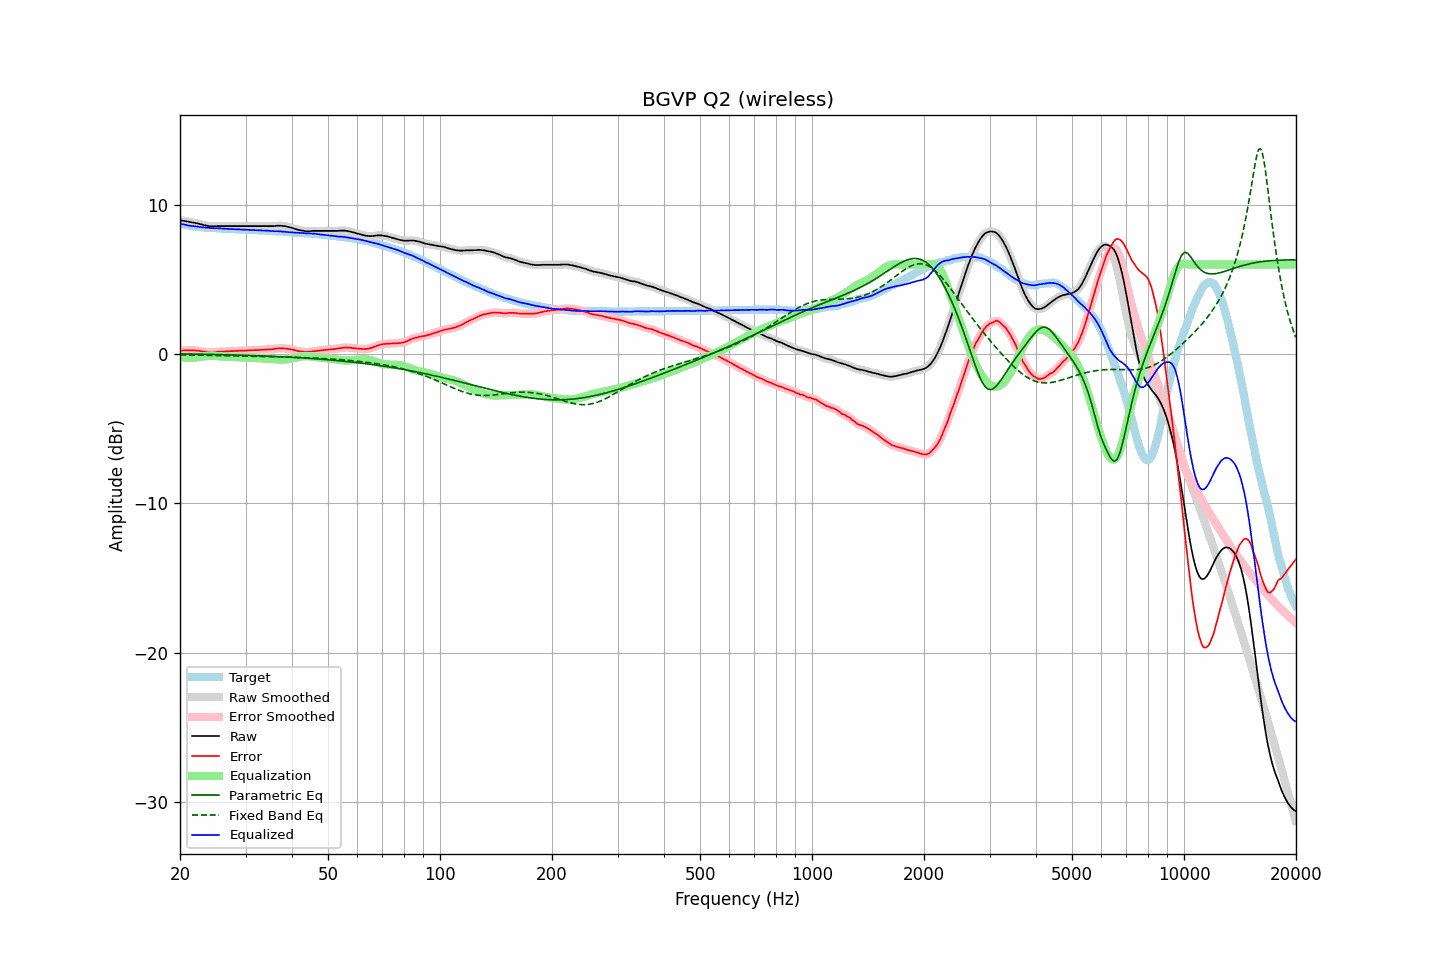 BGVP Q2 (wireless)
Amplitude (dBr)
10
0
−10
−20
−30
Target
Raw Smoothed
Error Smoothed
Raw
Error
Equalization
Parametric Eq
Fixed Band Eq
Equalized
20 50 100 200 500 1000 2000 5000 10000 20000
Frequency (Hz)